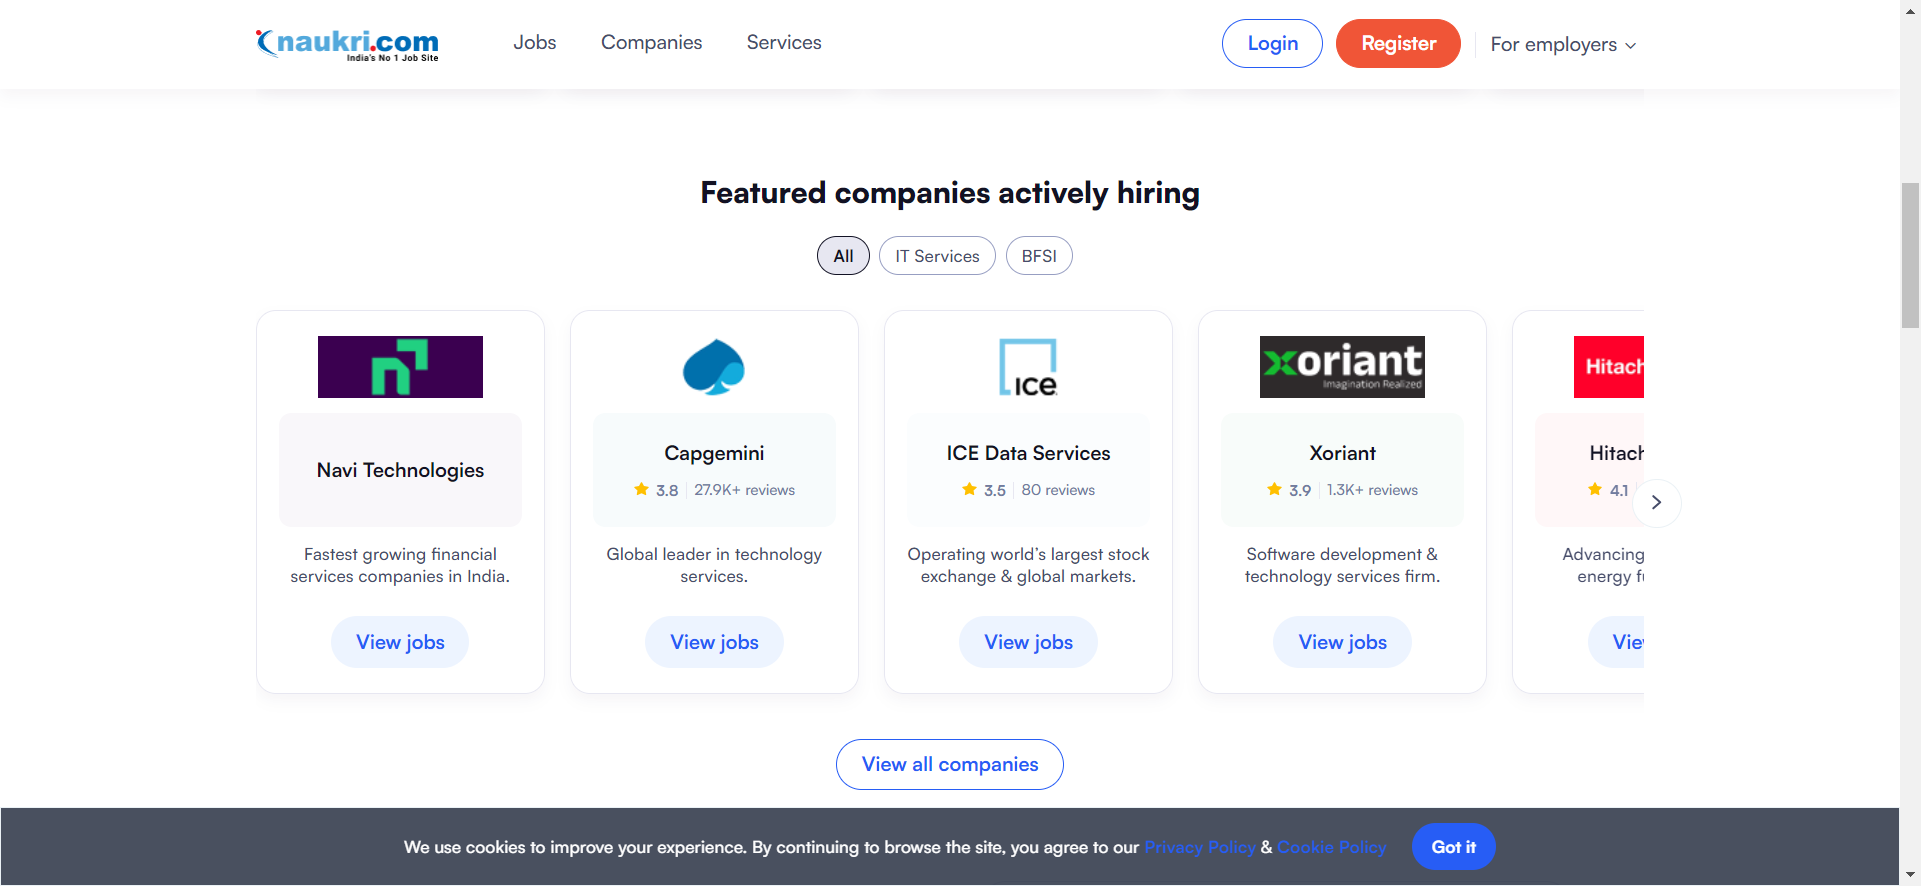 naukri.com
India's No 1 Job Site
Jobs
Companies
Services
Login
Register
For employers
Featured companies actively hiring
All
IT Services
BFSI
Navi Technologies
Fastest growing financial
services companies in India.
View jobs
Capgemini
3.8
27.9K+ reviews
Global leader in technology
services.
View jobs
ICE
ICE Data Services
3.5
80 reviews
Operating world's largest stock
exchange & global markets.
View jobs
xoriant
Imagination Realized
Xoriant
3.9
1.3K+ reviews
Software development &
technology services firm.
View jobs
Hitach
Hitach
4.1
Advancing
energy fu
Vie
View all companies
We use cookies to improve your experience. By continuing to browse the site, you agree to our Privacy Policy & Cookie Policy
Got it